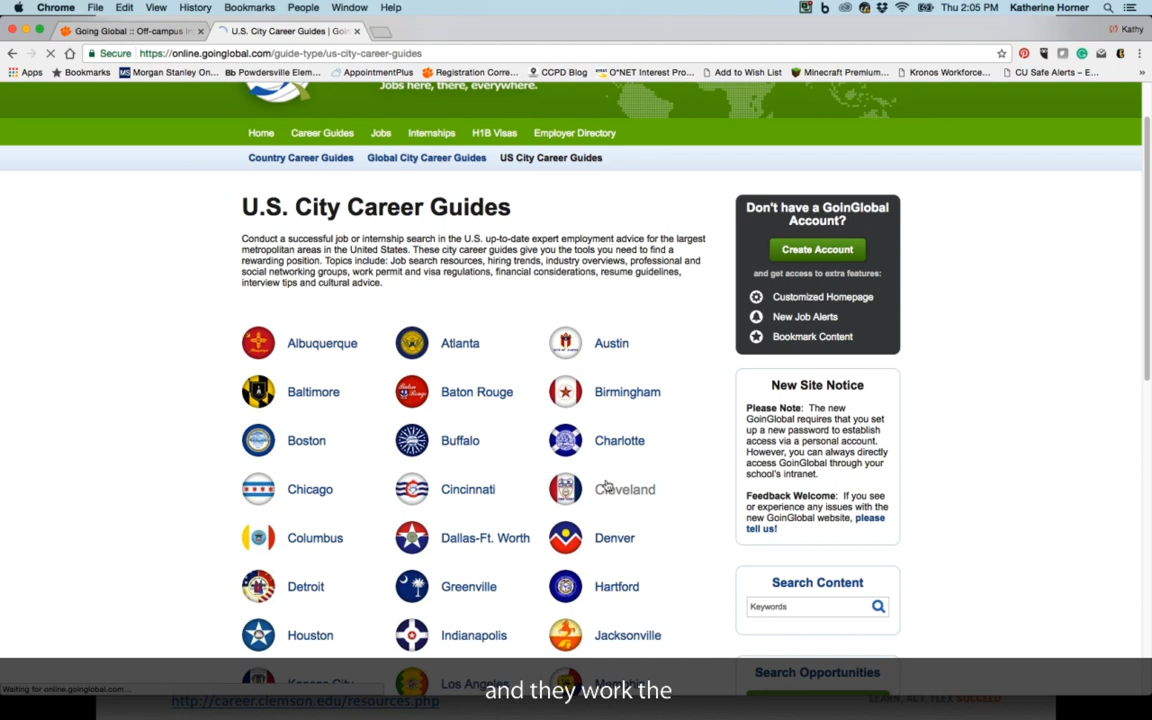 Chrome File Edit View History Bookmarks People Window Help Thu 2:05 PM Katherine Horner
Going Global :: Off-campus In U.S. City Career Guides | Goin Kathy
Secure https://online.goinglobal.com/guide-type/us-city-career-guides
Apps Bookmarks Morgan Stanley On... Bb Powdersville Elem... AppointmentPlus Registration Corre... CCPD Blog O*NET Interest Pro... Add to Wish List Minecraft Premium... Kronos Workforce... CU Safe Alerts – E... »
Jobs here, there, everywhere.
Home Career Guides Jobs Internships H1B Visas Employer Directory
Country Career Guides Global City Career Guides US City Career Guides
U.S. City Career Guides
Conduct a successful job or internship search in the U.S. up-to-date expert employment advice for the largest
metropolitan areas in the United States. These city career guides give you the tools you need to find a
rewarding position. Topics include: Job search resources, hiring trends, industry overviews, professional and
social networking groups, work permit and visa regulations, financial considerations, resume guidelines,
interview tips and cultural advice.
Albuquerque Atlanta Austin
Baltimore Baton Rouge Birmingham
Boston Buffalo Charlotte
Chicago Cincinnati Cleveland
Columbus Dallas-Ft. Worth Denver
Detroit Greenville Hartford
Houston Indianapolis Jacksonville
Kansas City Los Angeles Memphis
Don't have a GoinGlobal
Account?
Create Account
and get access to extra features:
Customized Homepage
New Job Alerts
Bookmark Content
New Site Notice
Please Note: The new
GoinGlobal requires that you set
up a new password to establish
access via a personal account.
However, you can always directly
access GoinGlobal through your
school's intranet.
Feedback Welcome: If you see
or experience any issues with the
new GoinGlobal website, please
tell us!
Search Content
Keywords
Search Opportunities
Waiting for online.goinglobal.com...
and they work the
http://career.clemson.edu/resources.php
LEARN, ACT, FLEX SUCCEED